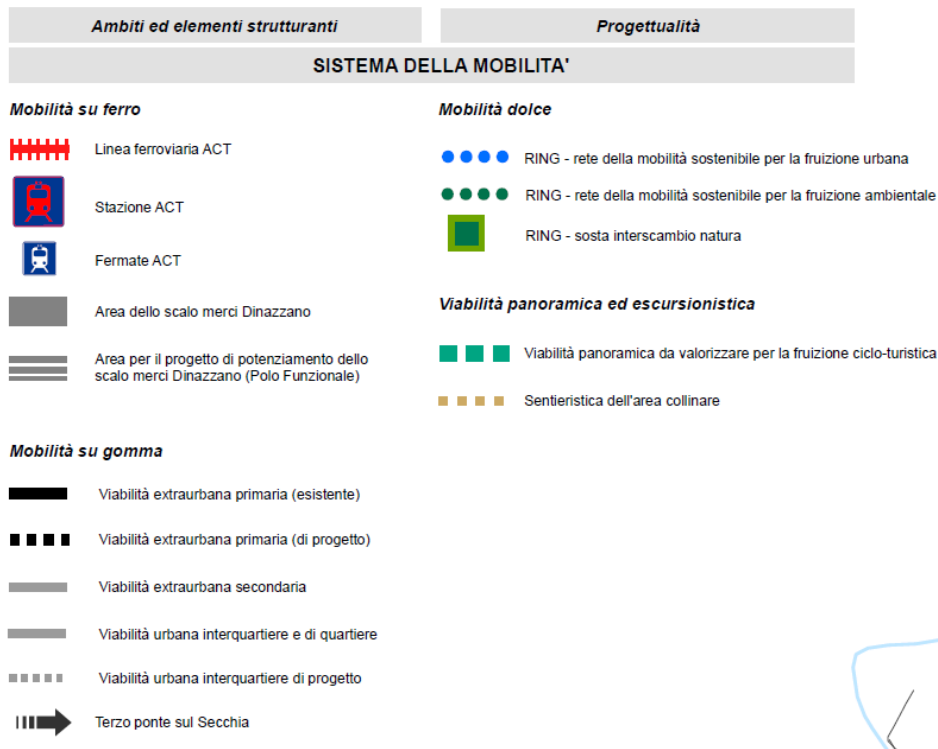 Ambiti ed elementi strutturanti
Progettualità
SISTEMA DELLA MOBILITA'
Mobilità su ferro
Linea ferroviaria ACT
Stazione ACT
Fermate ACT
Area dello scalo merci Dinazzano
Area per il progetto di potenziamento dello
scalo merci Dinazzano (Polo Funzionale)
Mobilità su gomma
Viabilità extraurbana primaria (esistente)
Viabilità extraurbana primaria (di progetto)
Viabilità extraurbana secondaria
Viabilità urbana interquartiere e di quartiere
Viabilità urbana interquartiere di progetto
Terzo ponte sul Secchia
Mobilità dolce
RING - rete della mobilità sostenibile per la fruizione urbana
RING - rete della mobilità sostenibile per la fruizione ambientale
RING - sosta interscambio natura
Viabilità panoramica ed escursionistica
Viabilità panoramica da valorizzare per la fruizione ciclo-turistica
Sentieristica dell'area collinare